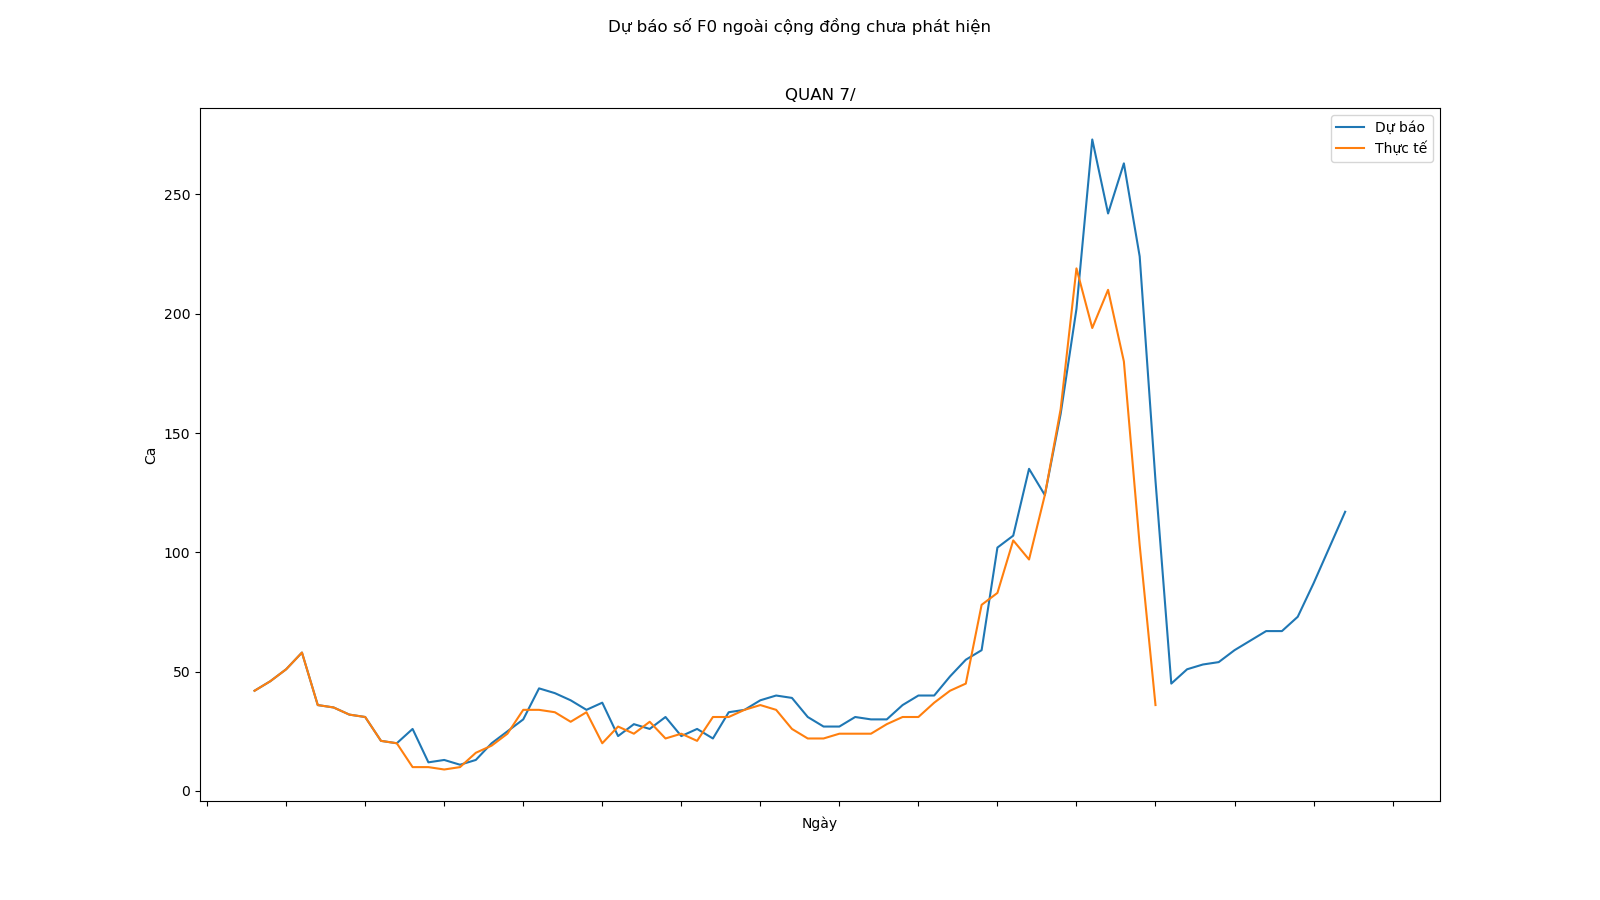 Dự báo số F0 ngoài cộng đồng chưa phát hiện
QUAN 7/
Dự báo
Thực tế
250
200
150
100
50
0
Ca
Ngày